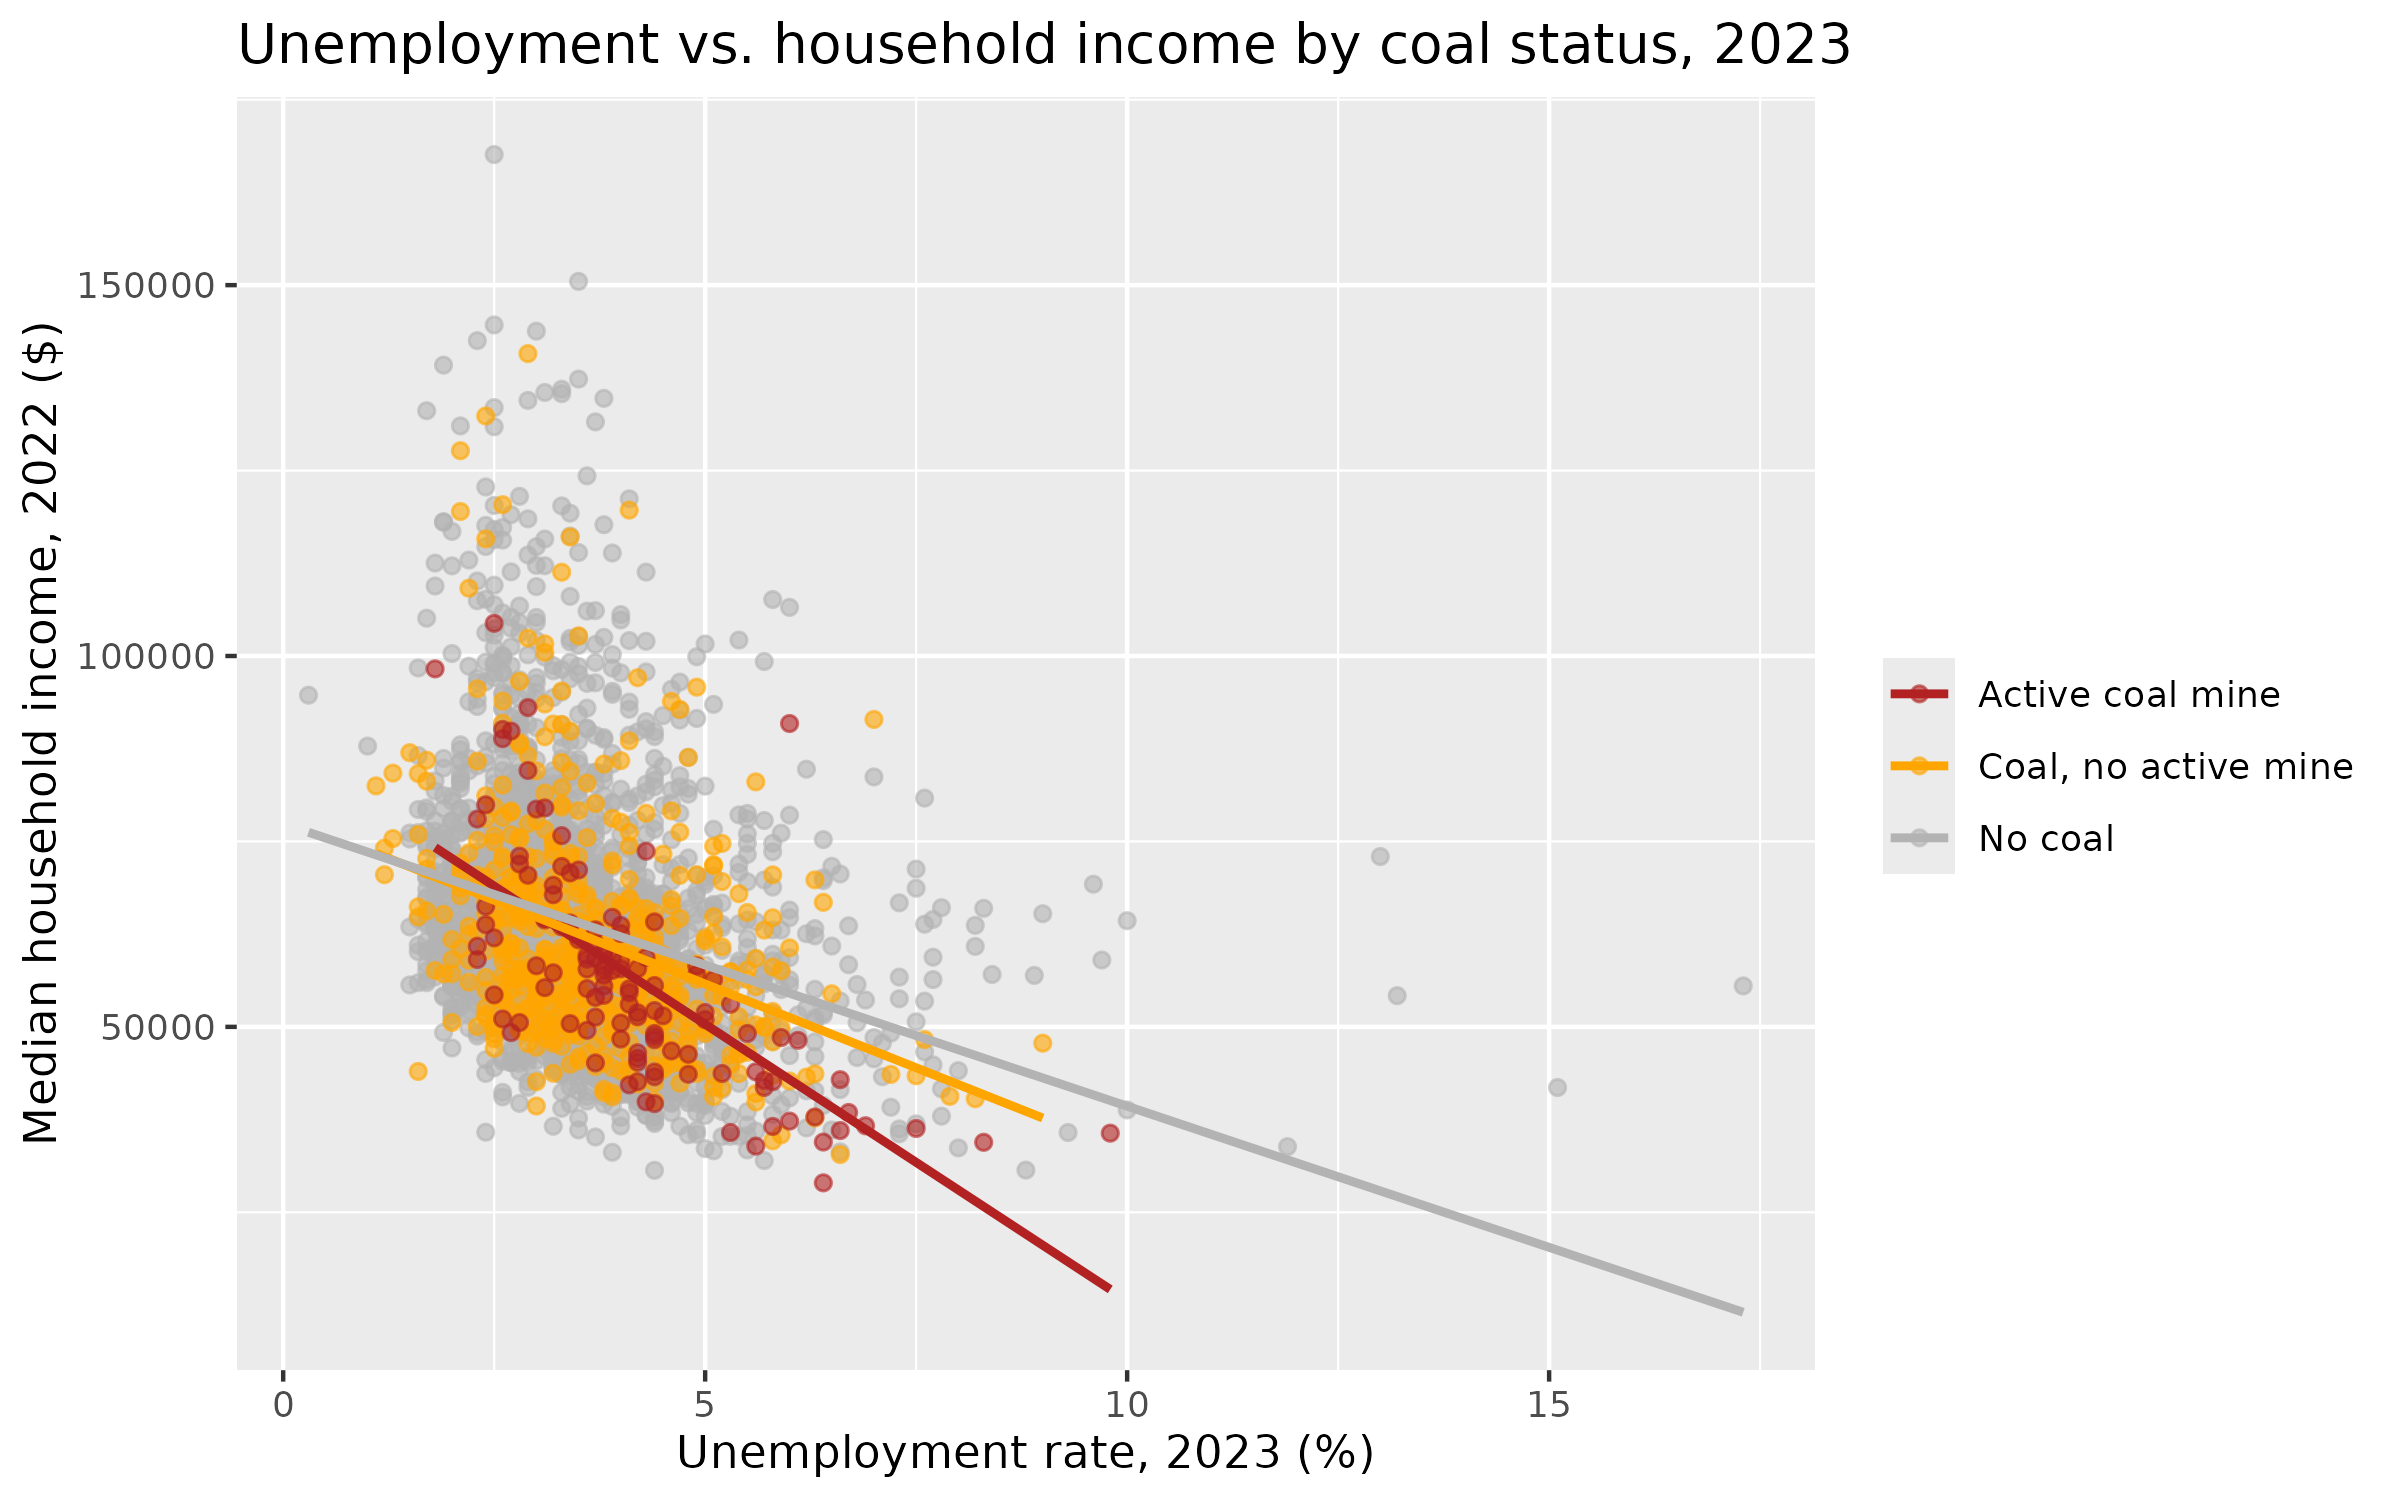 Unemployment vs. household income by coal status, 2023
Median household income, 2022 ($)
150000
100000
50000
0
5
10
15
Unemployment rate, 2023 (%)
Active coal mine
Coal, no active mine
No coal